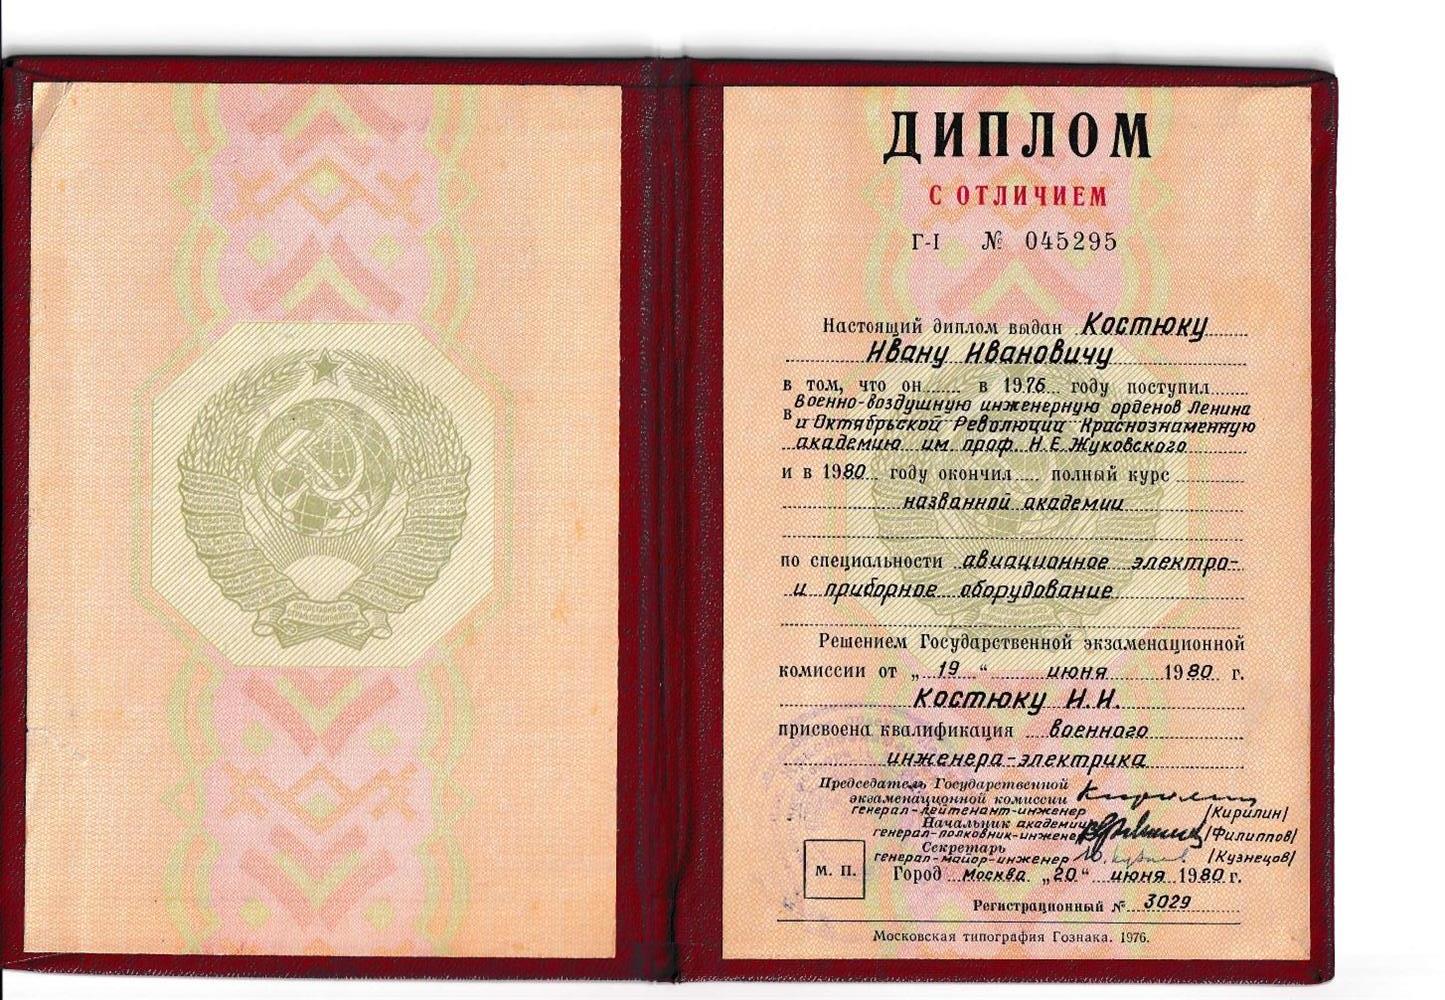 ДИПЛОМ
С ОТЛИЧИЕМ
Г-I № 045295
Настоящий диплом выдан Костюку
Ивану Ивановичу
в том, что он в 1976 году поступил
в Военно-воздушную инженерную орденов Ленина
и Октябрьской Революции Краснознаменную
академию им. проф. Н.Е.Жуковского
и в 1980 году окончил полный курс
названной академии
по специальности авиационное электро-
и приборное оборудование
Решением Государственной экзаменационной
комиссии от „19“ июня 1980 г.
Костюку И.И.
присвоена квалификация военного
инженера-электрика
Председатель Государственной
экзаменационной комиссии
генерал-лейтенант-инженер /Кирилин/
Начальник академии
генерал-полковник-инженер /Филиппов/
Секретарь
генерал-майор-инженер /Кузнецов/
М. П.
Город Москва „20“ июня 1980 г.
Регистрационный № 3029
Московская типография Гознака. 1976.